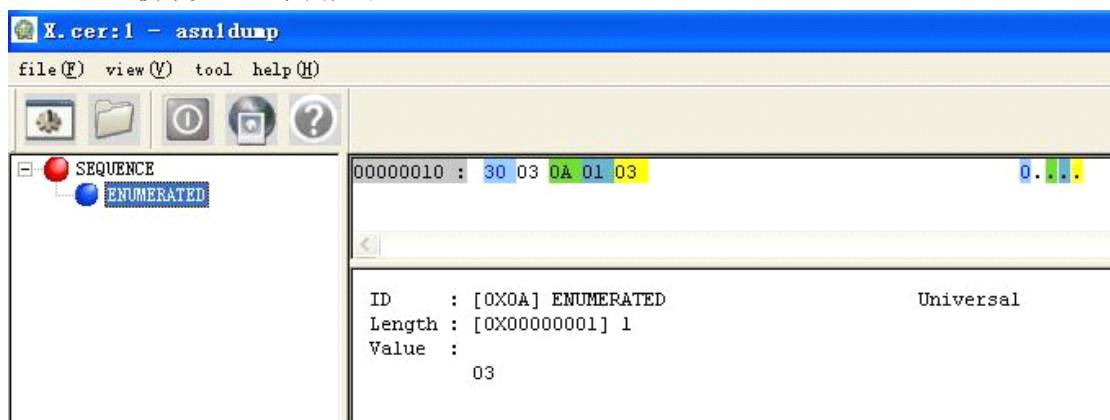 X.cer:1 - asn1dump
file(F) view(V) tool help(H)
SEQUENCE
ENUMERATED
00000010 : 30 03 0A 01 03 0....
ID : [0X0A] ENUMERATED Universal
Length : [0X00000001] 1
Value :
03